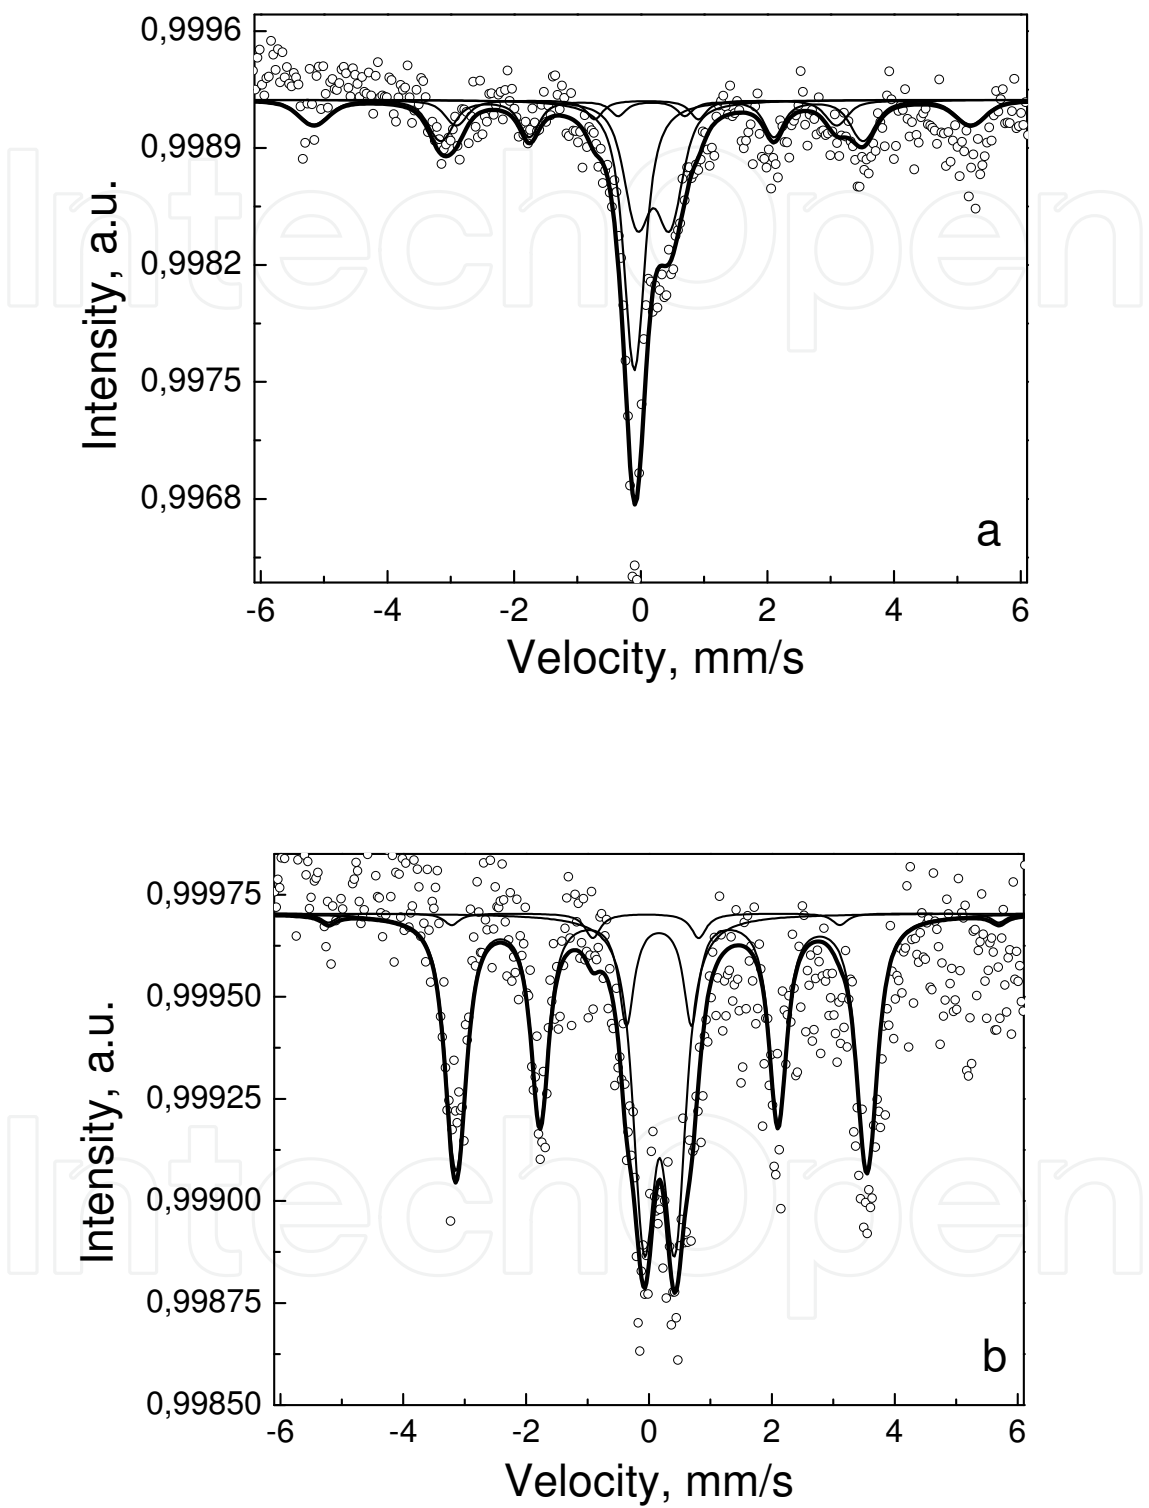 0,9996
0,9989
0,9982
0,9975
0,9968
Intensity, a.u.
a
-6 -4 -2 0 2 4 6
Velocity, mm/s
IntechOpen
0,99975
0,99950
0,99925
0,99900
0,99875
0,99850
Intensity, a.u.
b
-6 -4 -2 0 2 4 6
Velocity, mm/s
IntechOpen